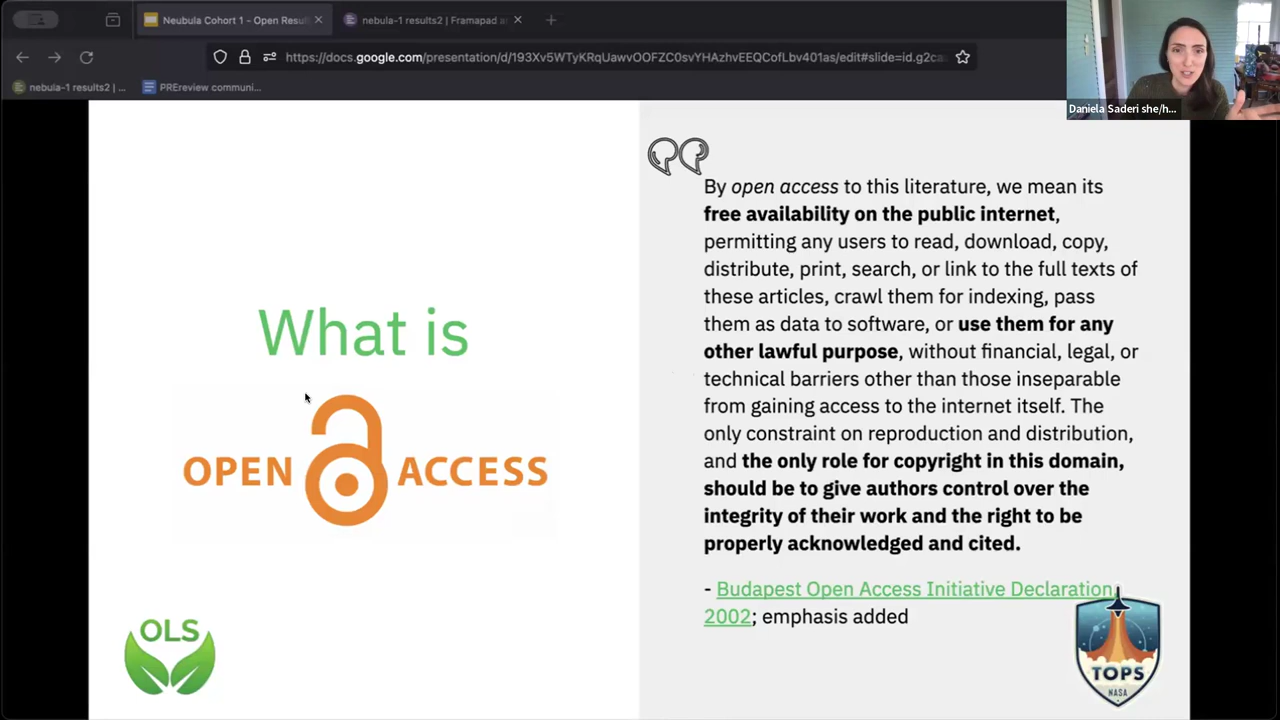 Neubula Cohort 1 - Open Resul
nebula-1 results2 | Framapad
https://docs.google.com/presentation/d/193Xv5WTyKRqUawvOOFZC0svYHAzhvEEQCofLbv401as/edit#slide=id.g2ca
nebula-1 results2 | ...
PREreview communi...
Daniela Saderi she/h...
What is
OPEN ACCESS
OLS
By open access to this literature, we mean its
free availability on the public internet,
permitting any users to read, download, copy,
distribute, print, search, or link to the full texts of
these articles, crawl them for indexing, pass
them as data to software, or use them for any
other lawful purpose, without financial, legal, or
technical barriers other than those inseparable
from gaining access to the internet itself. The
only constraint on reproduction and distribution,
and the only role for copyright in this domain,
should be to give authors control over the
integrity of their work and the right to be
properly acknowledged and cited.
- Budapest Open Access Initiative Declaration,
2002; emphasis added
TOPS
NASA